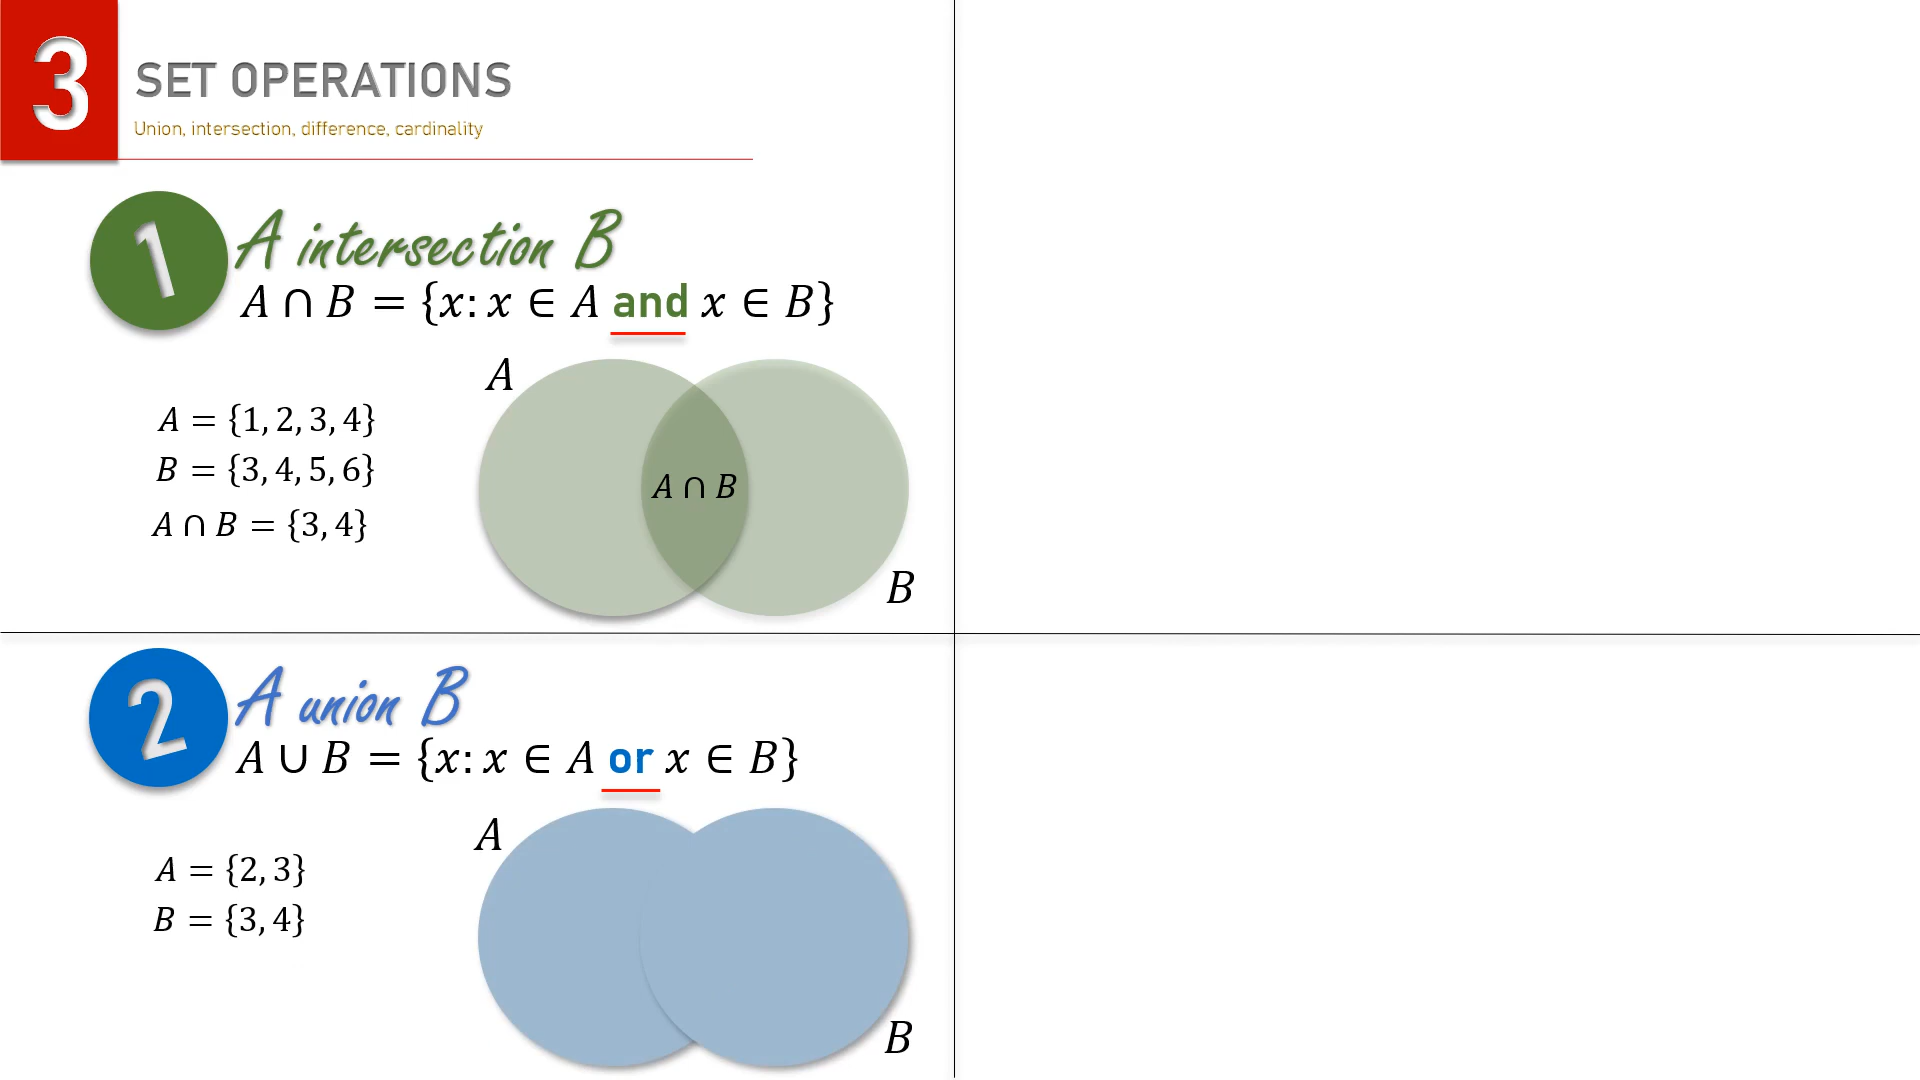 3
SET OPERATIONS
Union, intersection, difference, cardinality
1
A intersection B
A ∩ B = {x: x ∈ A and x ∈ B}
A
A = {1, 2, 3, 4}
B = {3, 4, 5, 6}
A ∩ B
A ∩ B = {3, 4}
B
2
A union B
A ∪ B = {x: x ∈ A or x ∈ B}
A
A = {2, 3}
B = {3, 4}
B